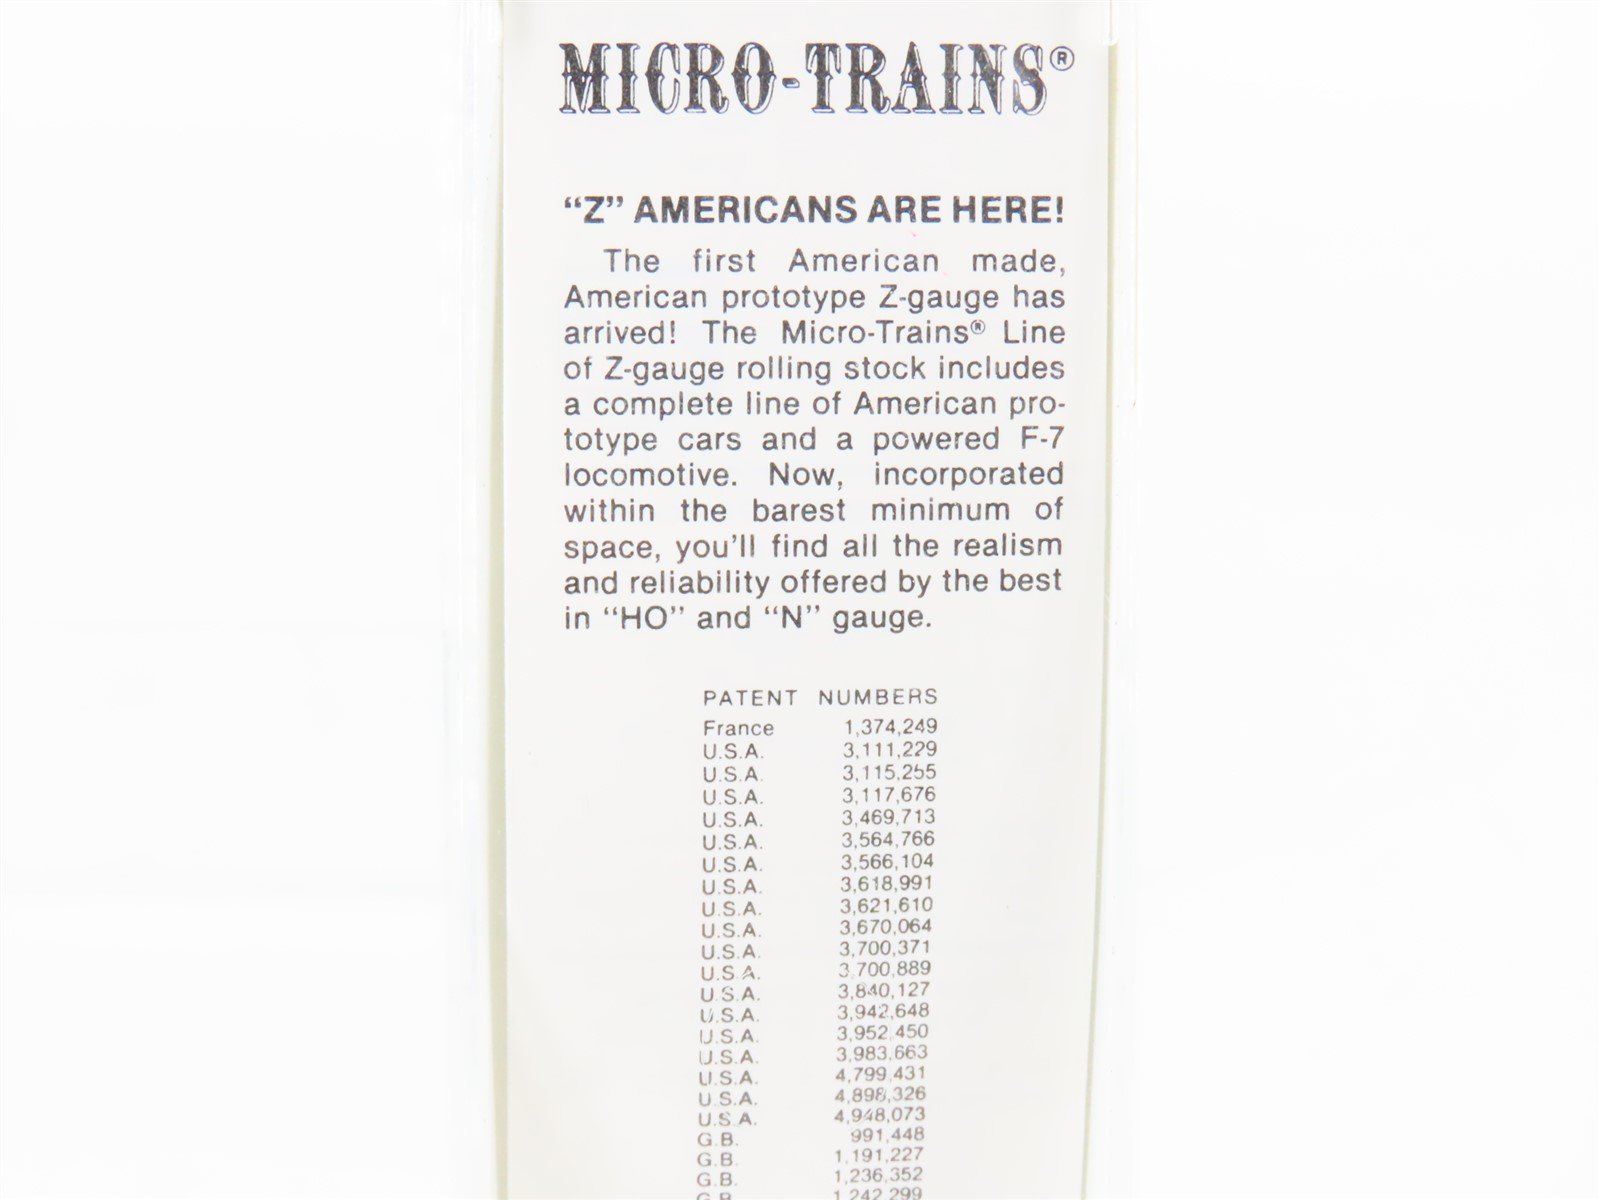 MICRO-TRAINS®
“Z” AMERICANS ARE HERE!
The first American made,
American prototype Z-gauge has
arrived! The Micro-Trains® Line
of Z-gauge rolling stock includes
a complete line of American pro-
totype cars and a powered F-7
locomotive. Now, incorporated
within the barest minimum of
space, you'll find all the realism
and reliability offered by the best
in “HO” and “N” gauge.
PATENT NUMBERS
France 1,374,249
U.S.A. 3,111,229
U.S.A. 3,115,255
U.S.A. 3,117,676
U.S.A. 3,469,713
U.S.A. 3,564,766
U.S.A. 3,566,104
U.S.A. 3,618,991
U.S.A. 3,621,610
U.S.A. 3,670,064
U.S.A. 3,700,371
U.S.A. 3,700,889
U.S.A. 3,840,127
U.S.A. 3,942,648
U.S.A. 3,952,450
U.S.A. 3,983,663
U.S.A. 4,799,431
U.S.A. 4,898,326
U.S.A. 4,948,073
G.B. 991,448
G.B. 1,191,227
G.B. 1,236,352
G.B. 1,242,299